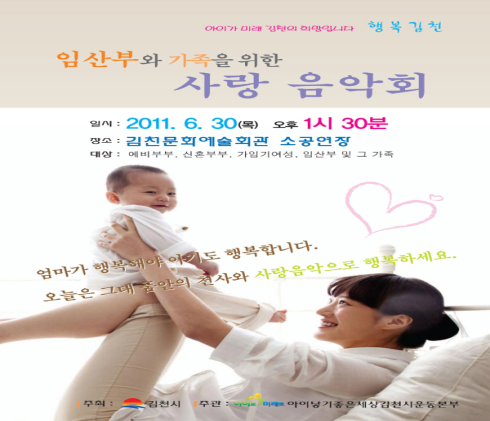 아이가 미래 김천의 희망입니다 행복김천
임산부와 가족을 위한
사랑 음악회
일시 : 2011. 6. 30(목) 오후 1시 30분
장소 : 김천문화예술회관 소공연장
대상 : 예비부부, 신혼부부, 가임기여성, 임산부 및 그 가족
엄마가 행복해야 아기도 행복합니다.
오늘은 그대 품안의 천사와 사랑음악으로 행복하세요.
주최 : 김천시 주관 : 아이낳기좋은세상김천시운동본부